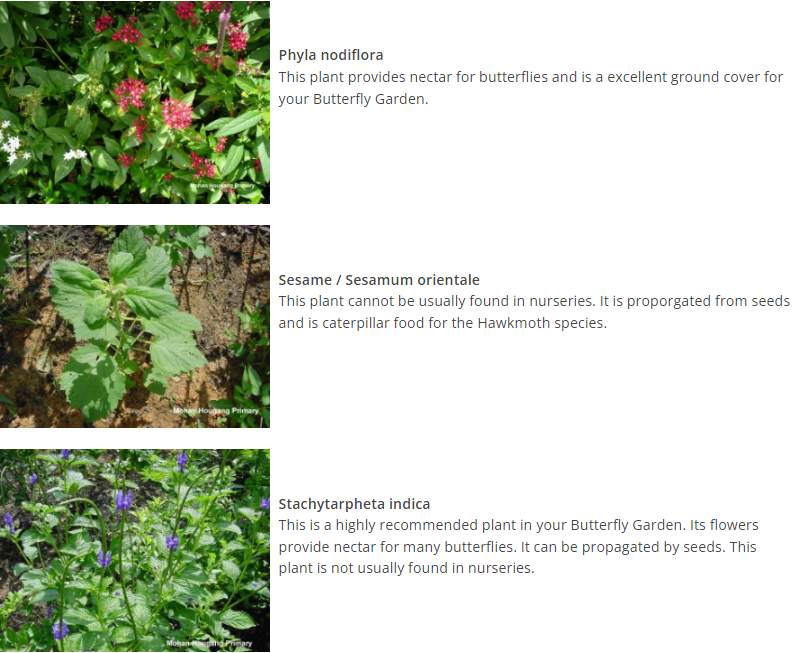 Phyla nodiflora
This plant provides nectar for butterflies and is a excellent ground cover for
your Butterfly Garden.
Mohan Hougang Primary
Sesame / Sesamum orientale
This plant cannot be usually found in nurseries. It is proporgated from seeds
and is caterpillar food for the Hawkmoth species.
Mohan Hougang Primary
Stachytarpheta indica
This is a highly recommended plant in your Butterfly Garden. Its flowers
provide nectar for many butterflies. It can be propagated by seeds. This
plant is not usually found in nurseries.
Mohan Hougang Primary